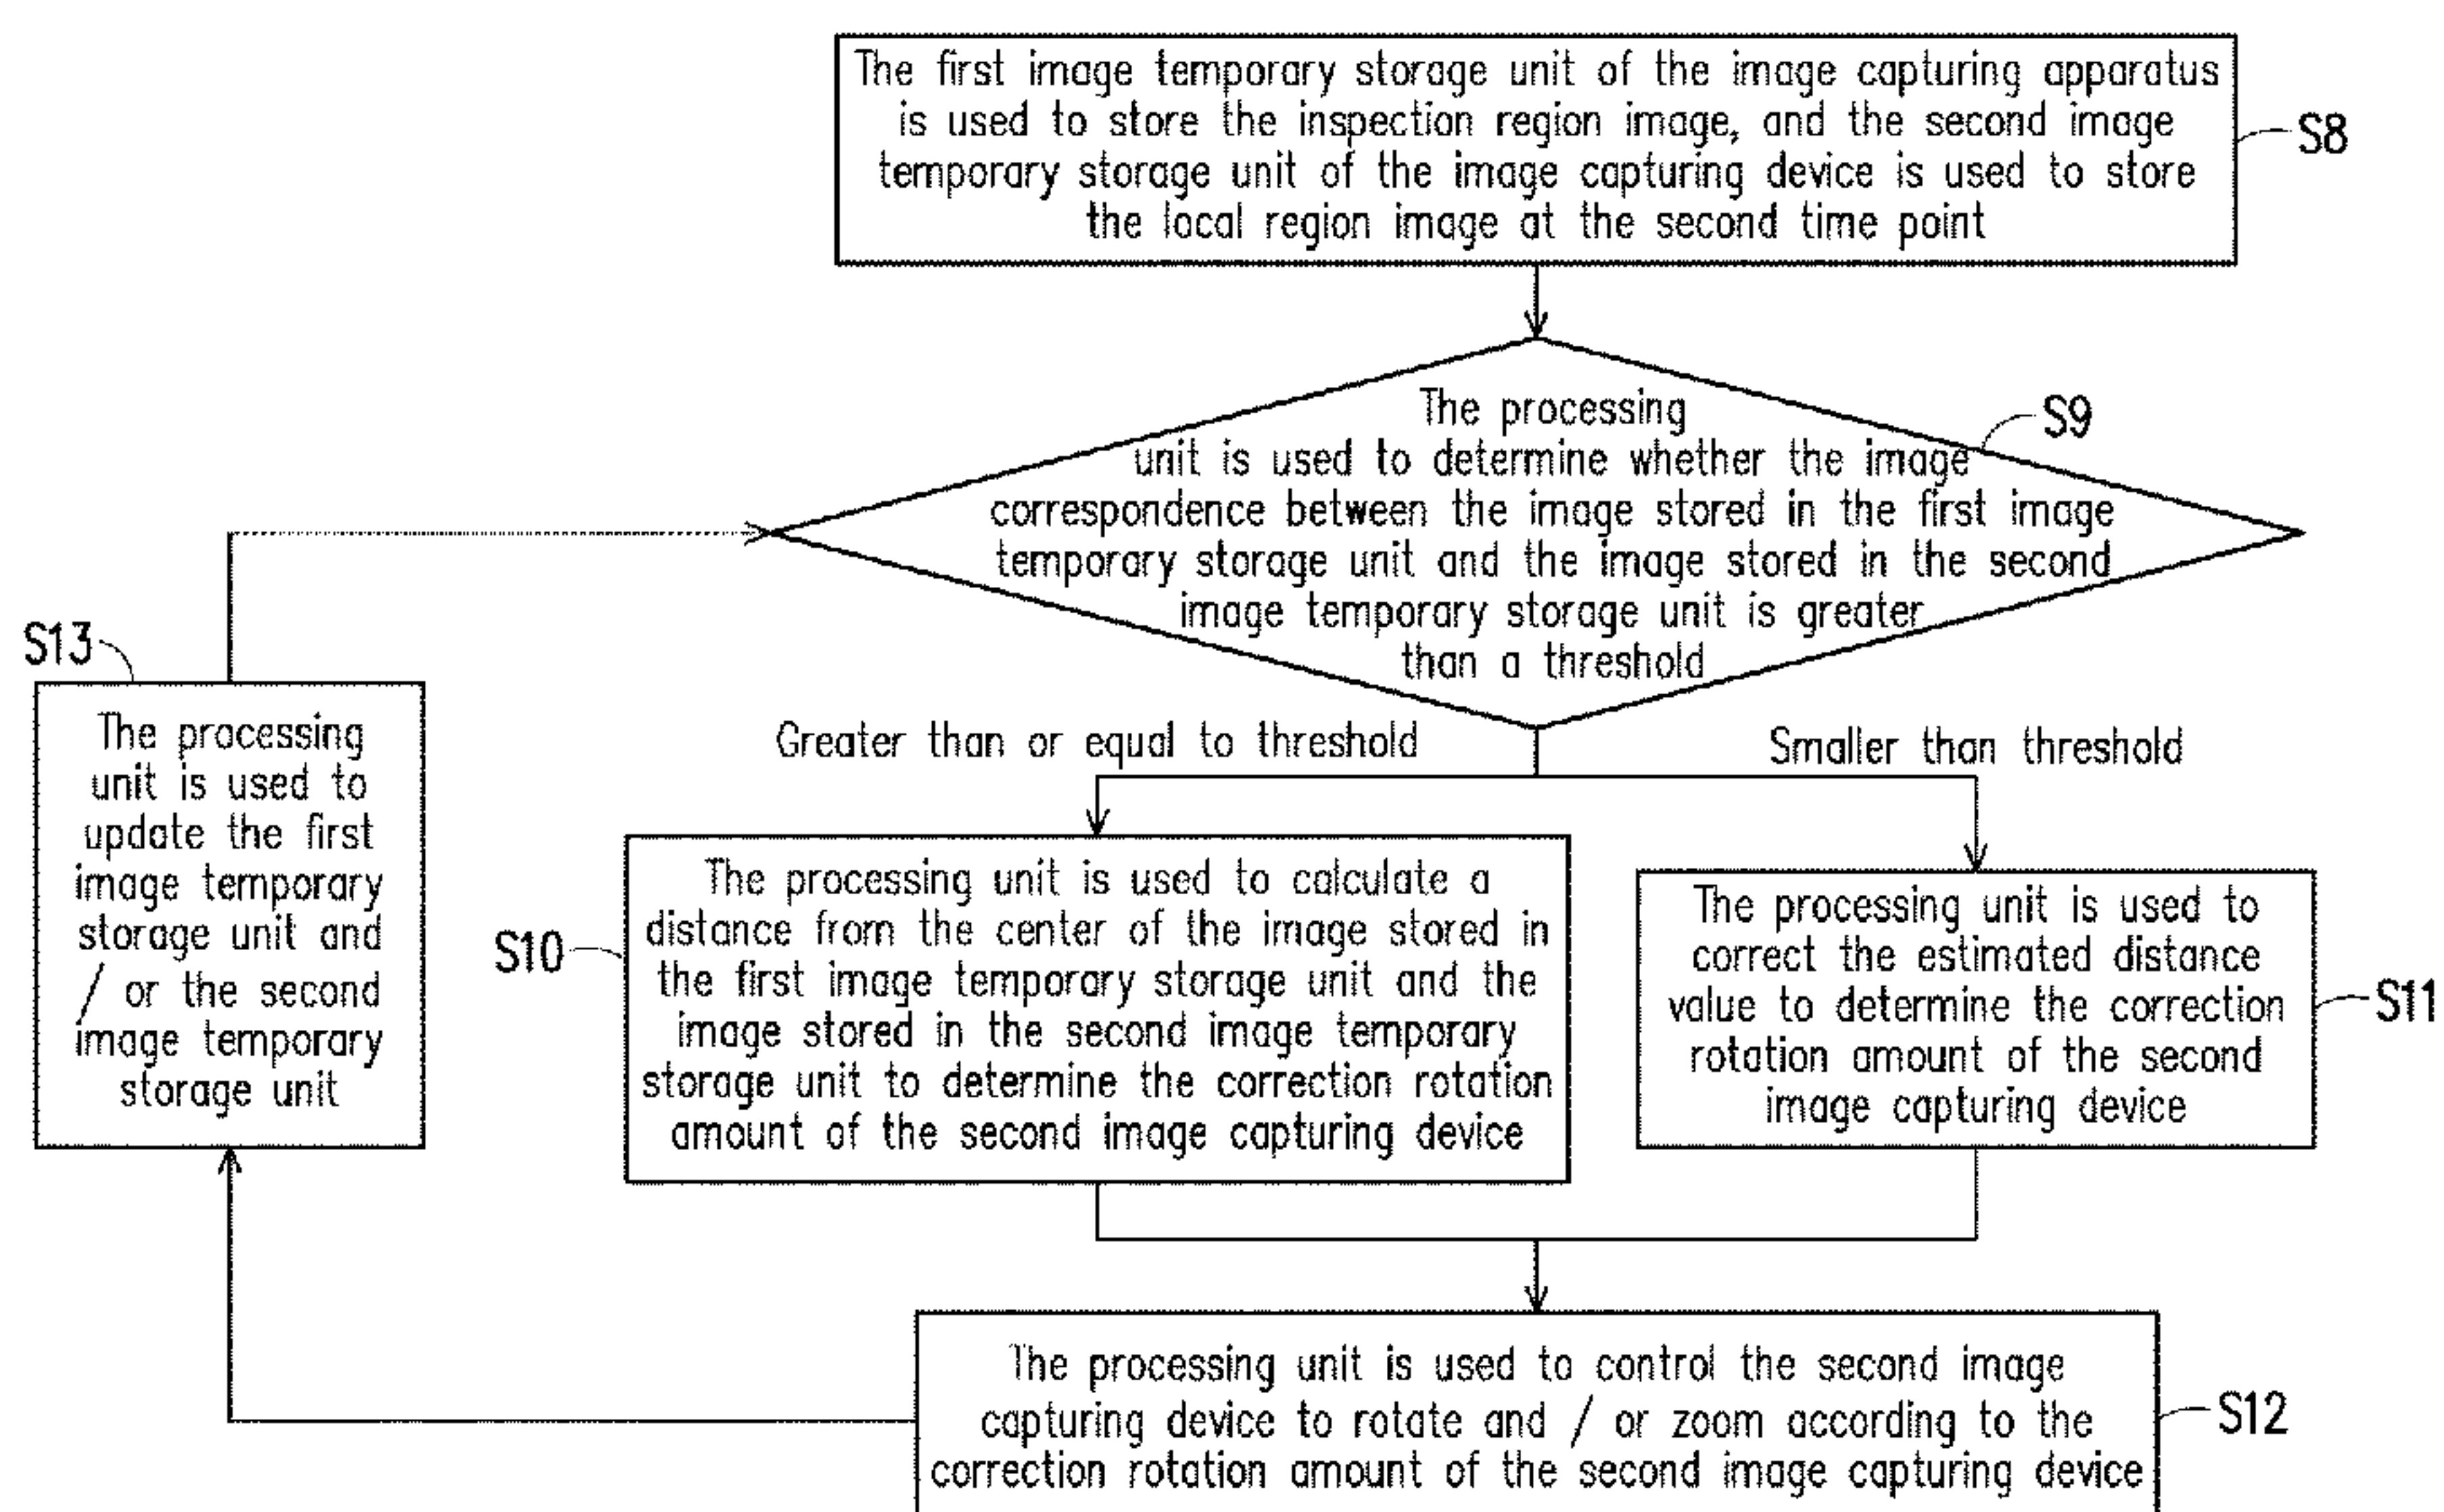 The first image temporary storage unit of the image capturing apparatus
is used to store the inspection region image, and the second image
temporary storage unit of the image capturing device is used to store
the local region image at the second time point
S8
The processing
unit is used to determine whether the image
correspondence between the image stored in the first image
temporary storage unit and the image stored in the second
image temporary storage unit is greater
than a threshold
S9
Greater than or equal to threshold
Smaller than threshold
S13
The processing
unit is used to
update the first
image temporary
storage unit and
/ or the second
image temporary
storage unit
S10
The processing unit is used to calculate a
distance from the center of the image stored in
the first image temporary storage unit and the
image stored in the second image temporary
storage unit to determine the correction rotation
amount of the second image capturing device
The processing unit is used to
correct the estimated distance
value to determine the correction
rotation amount of the second
image capturing device
S11
The processing unit is used to control the second image
capturing device to rotate and / or zoom according to the
correction rotation amount of the second image capturing device
S12